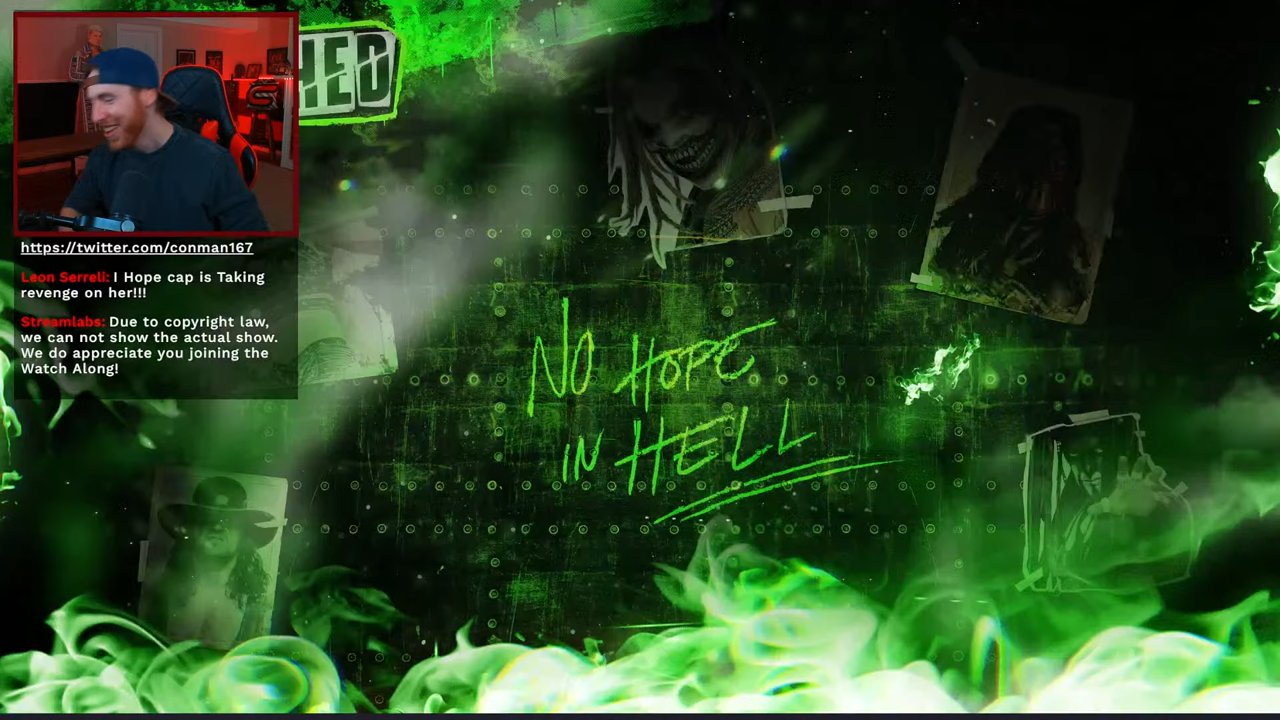 HED
https://twitter.com/conman167
Leon Serreli: I Hope cap is Taking
revenge on her!!!
Streamlabs: Due to copyright law,
we can not show the actual show.
We do appreciate you joining the
Watch Along!
NO HOPE
IN HELL